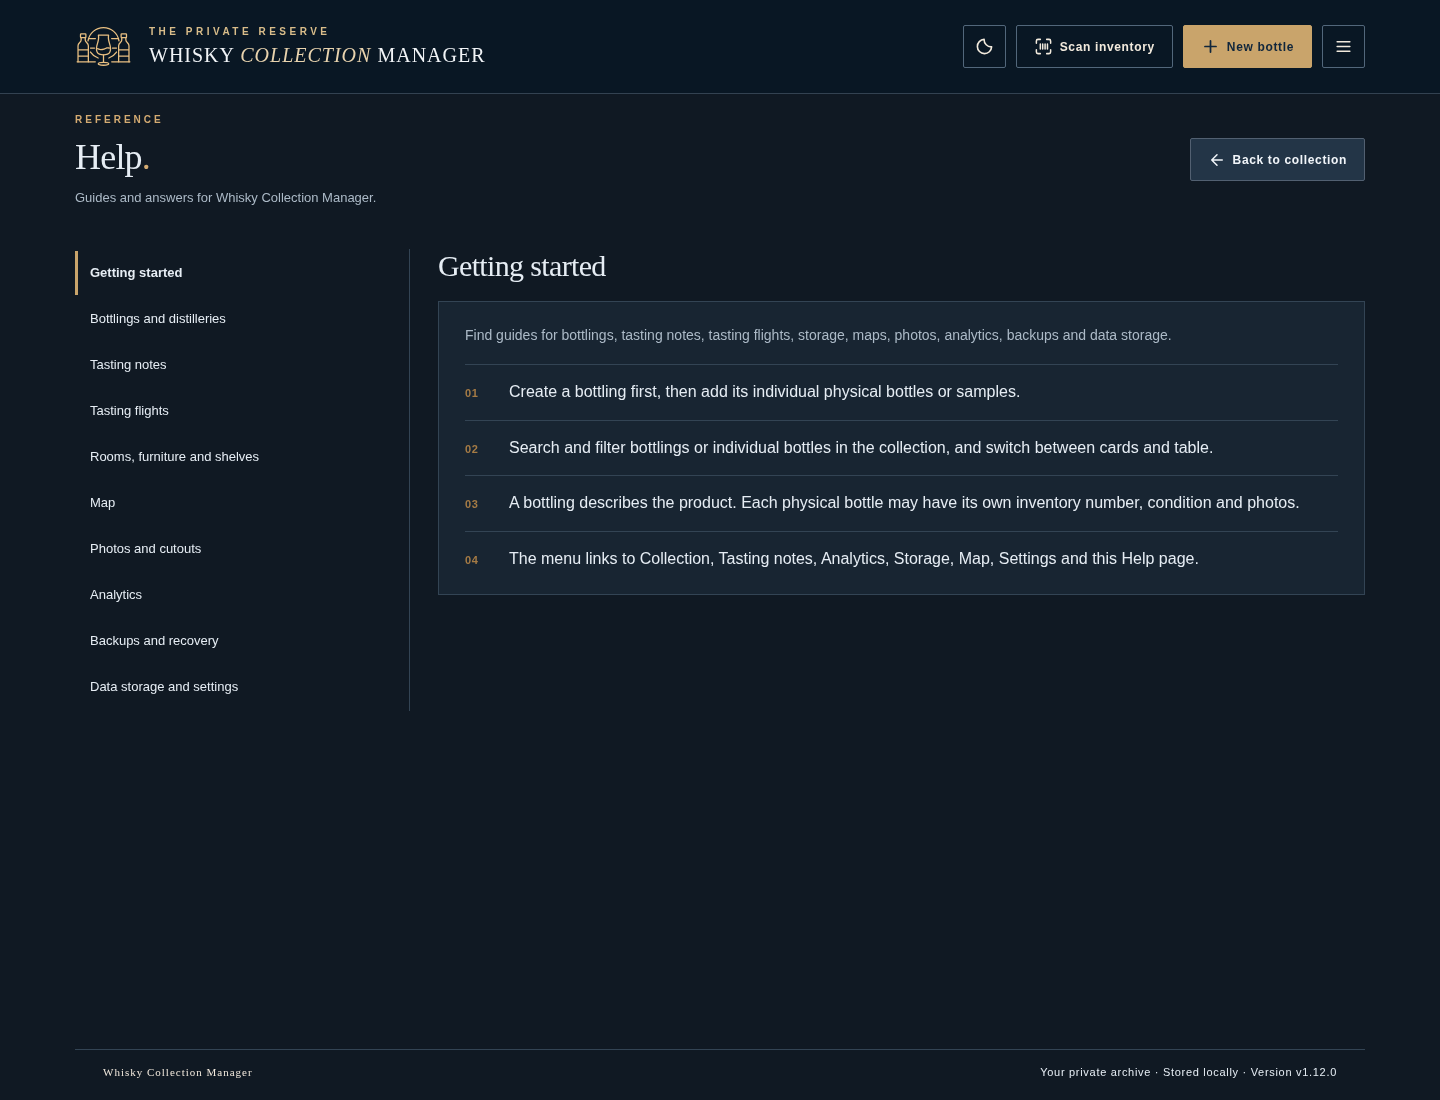 THE PRIVATE RESERVE
WHISKY COLLECTION MANAGER
Scan inventory
New bottle
REFERENCE
Help.
Back to collection
Guides and answers for Whisky Collection Manager.
Getting started
Bottlings and distilleries
Tasting notes
Tasting flights
Rooms, furniture and shelves
Map
Photos and cutouts
Analytics
Backups and recovery
Data storage and settings
Getting started
Find guides for bottlings, tasting notes, tasting flights, storage, maps, photos, analytics, backups and data storage.
01 Create a bottling first, then add its individual physical bottles or samples.
02 Search and filter bottlings or individual bottles in the collection, and switch between cards and table.
03 A bottling describes the product. Each physical bottle may have its own inventory number, condition and photos.
04 The menu links to Collection, Tasting notes, Analytics, Storage, Map, Settings and this Help page.
Whisky Collection Manager
Your private archive · Stored locally · Version v1.12.0